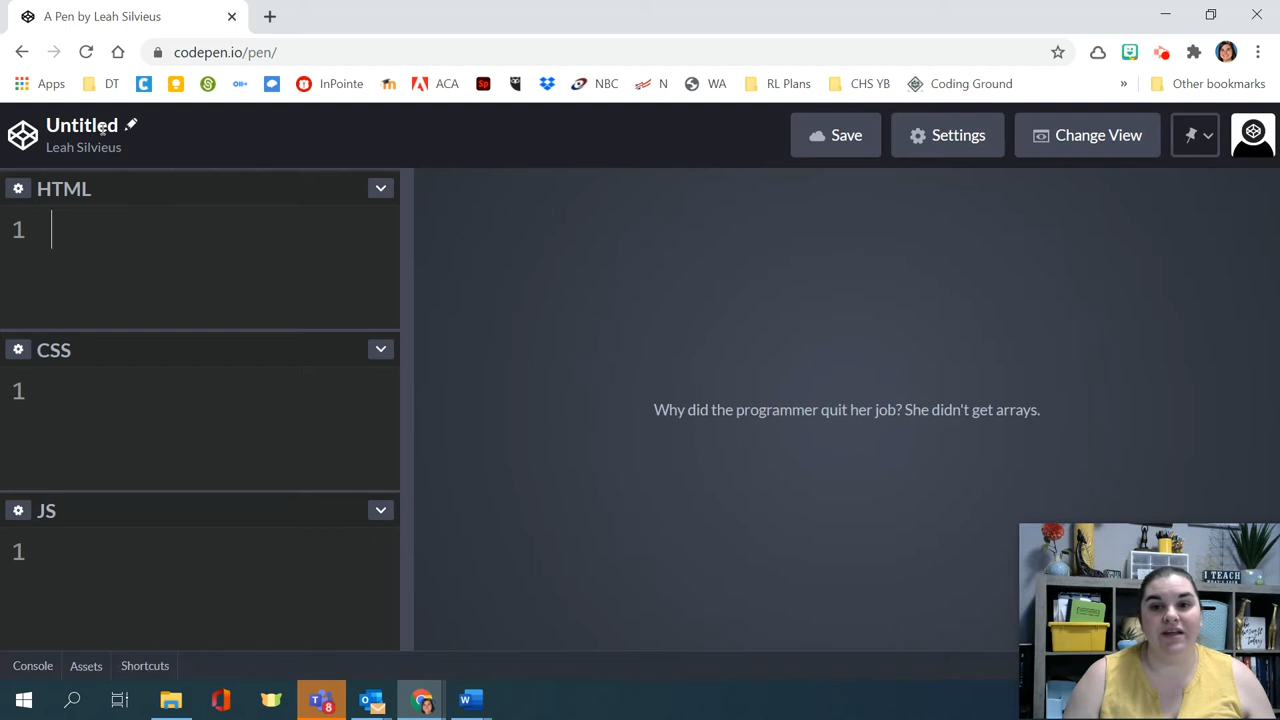 A Pen by Leah Silvieus
codepen.io/pen/
Apps DT InPointe ACA Sp NBC N WA RL Plans CHS YB Coding Ground » Other bookmarks
Untitled
Leah Silvieus
Save Settings Change View
HTML
1
CSS
1
JS
1
Why did the programmer quit her job? She didn't get arrays.
I TEACH
Console Assets Shortcuts
8